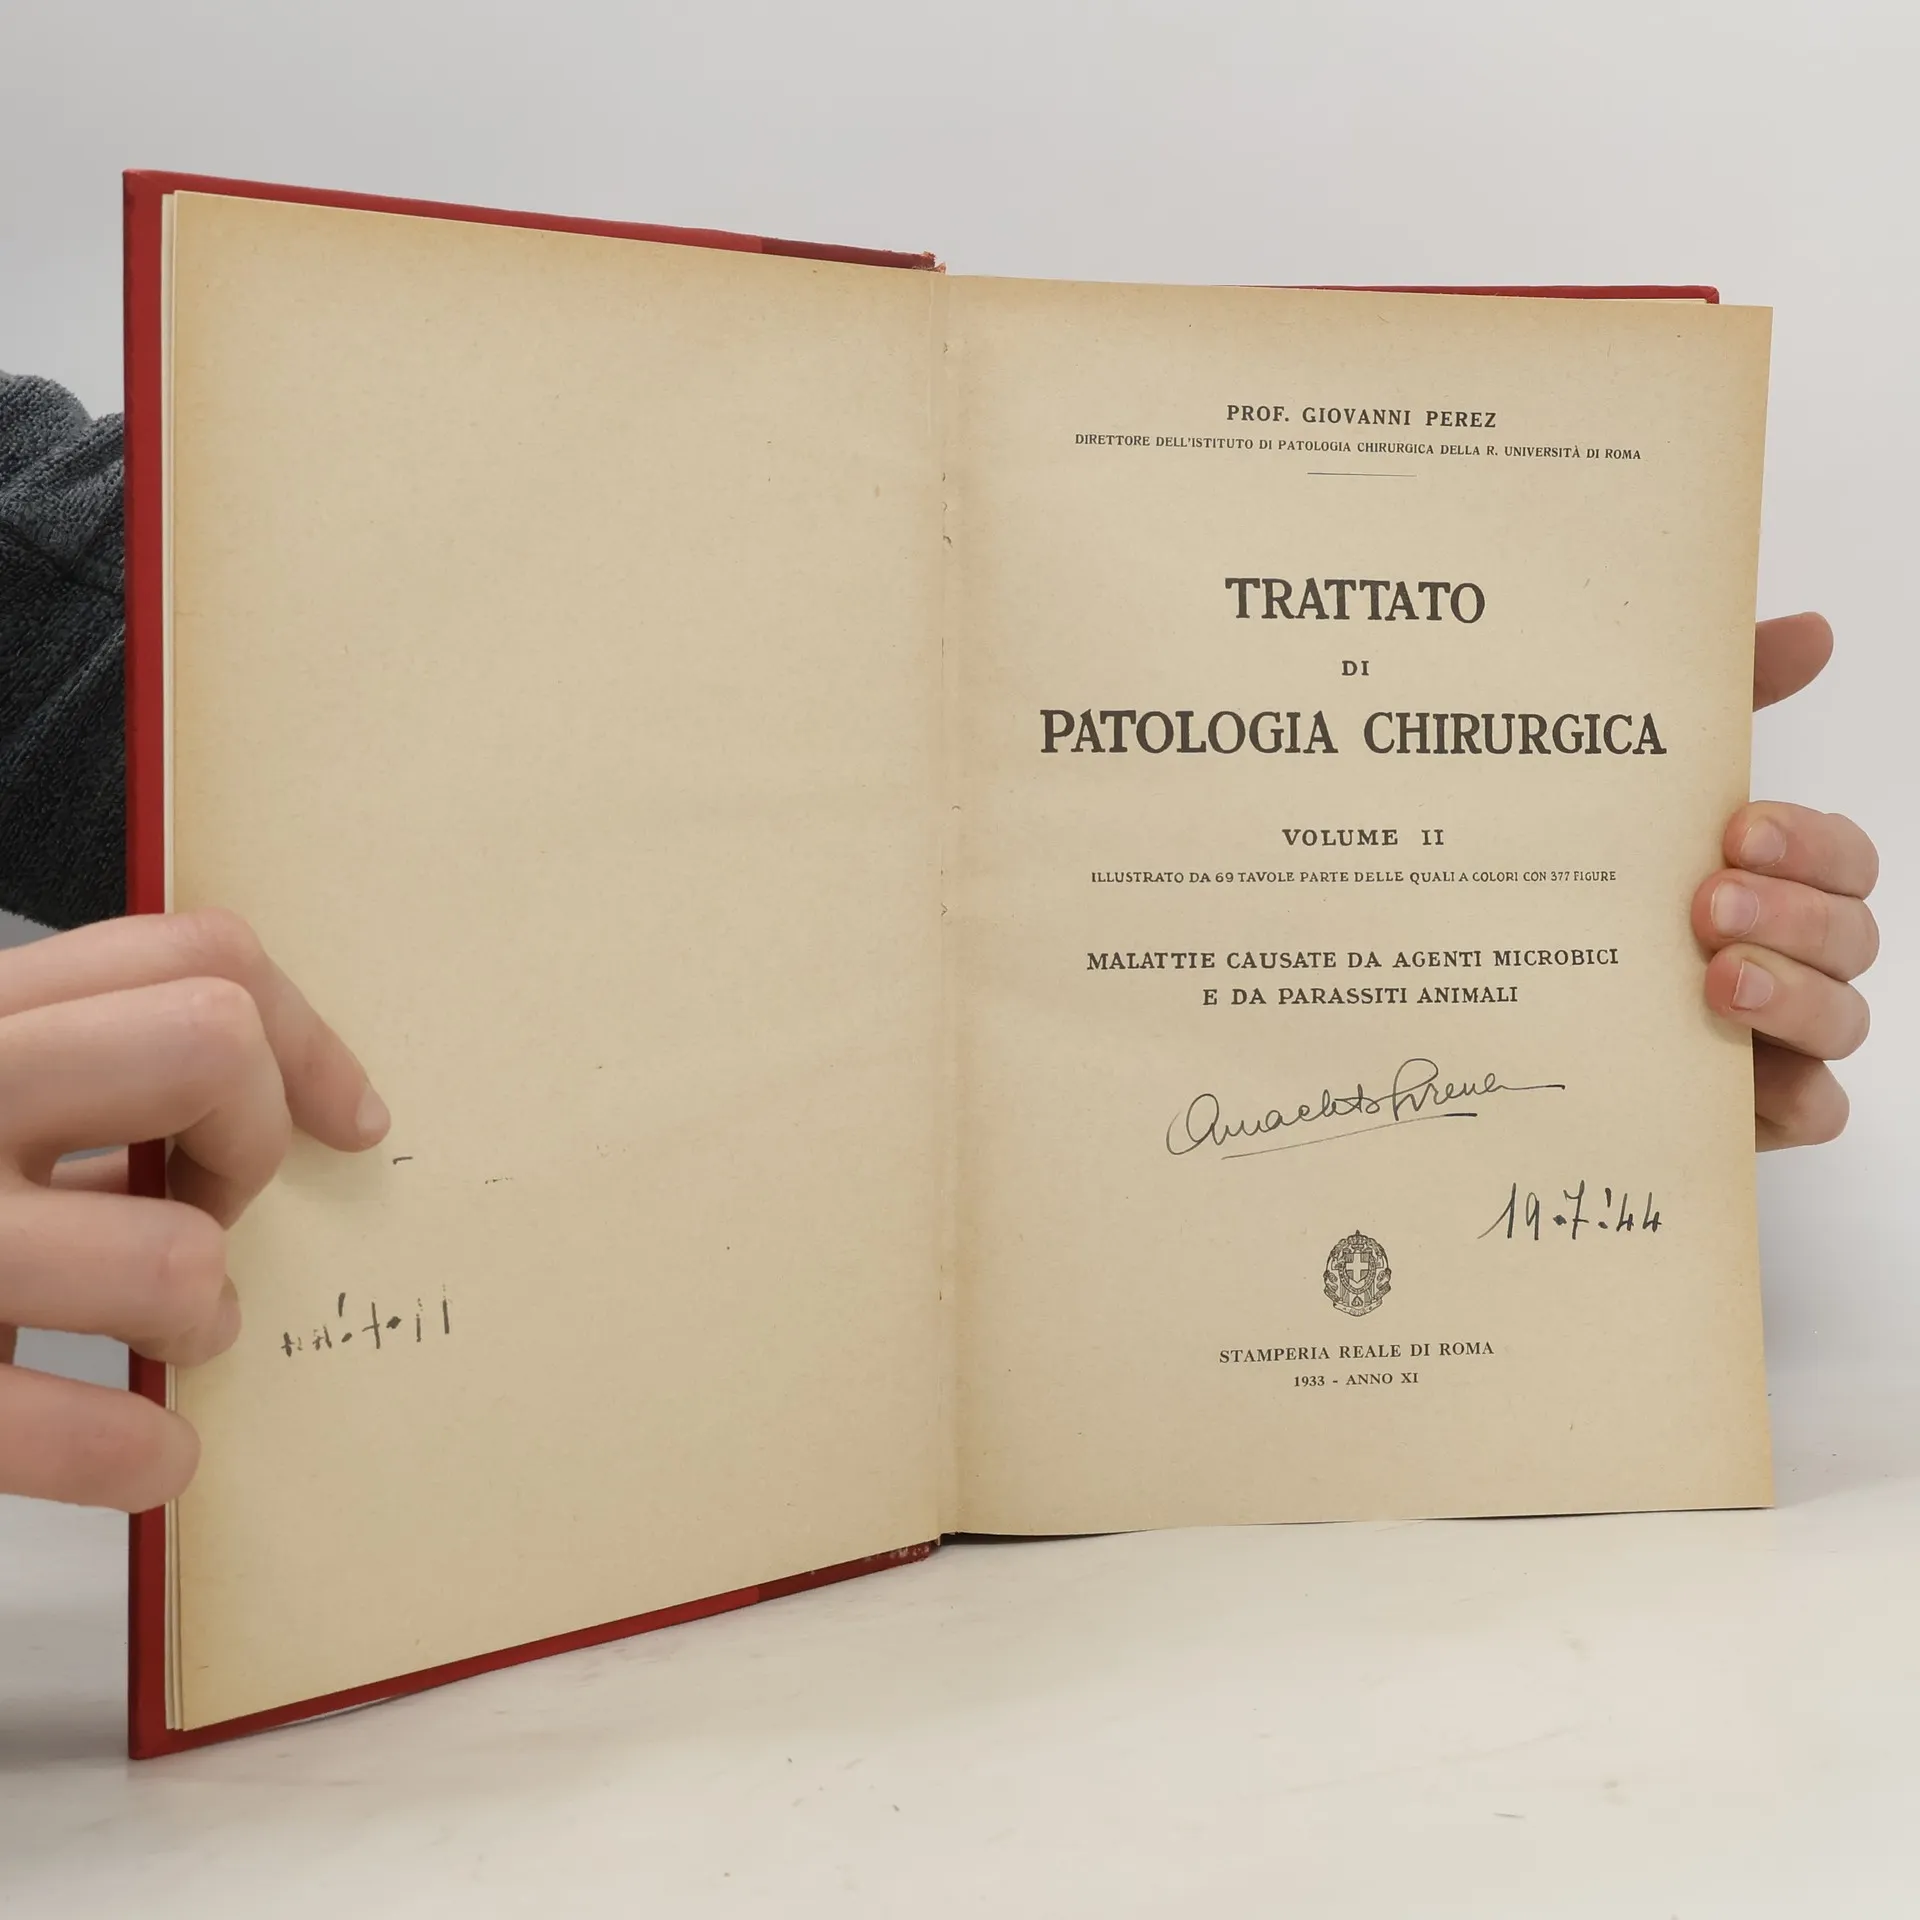 PROF. GIOVANNI PEREZ
DIRETTORE DELL'ISTITUTO DI PATOLOGIA CHIRURGICA DELLA R. UNIVERSITÀ DI ROMA
TRATTATO
DI
PATOLOGIA CHIRURGICA
VOLUME II
ILLUSTRATO DA 69 TAVOLE PARTE DELLE QUALI A COLORI CON 377 FIGURE
MALATTIE CAUSATE DA AGENTI MICROBICI
E DA PARASSITI ANIMALI
19.7.'44
STAMPERIA REALE DI ROMA
1933 - ANNO XI